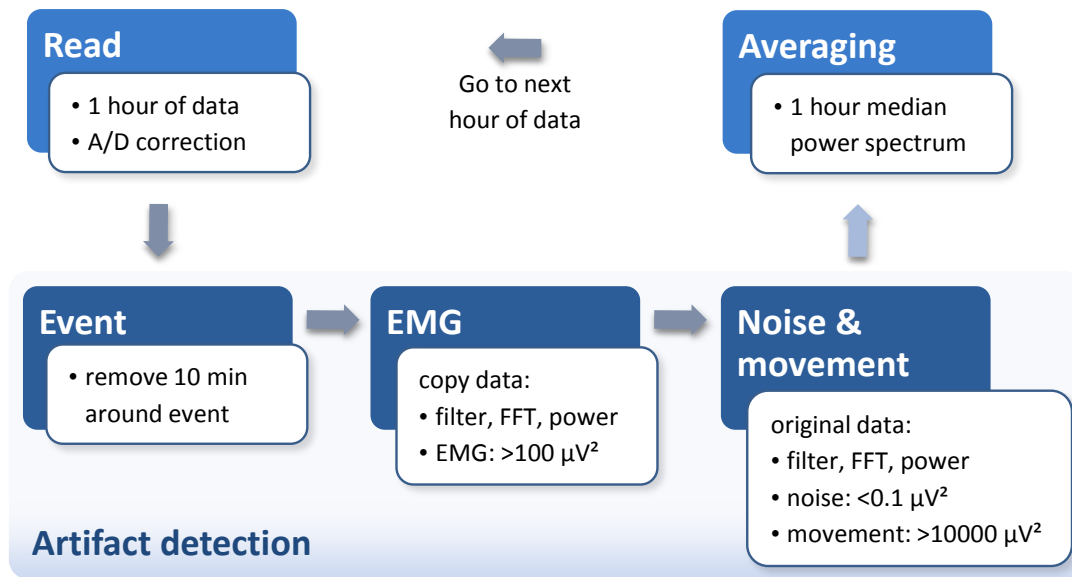 Read
• 1 hour of data
• A/D correction
Go to next
hour of data
Averaging
• 1 hour median
power spectrum
Event
• remove 10 min
around event
EMG
copy data:
• filter, FFT, power
• EMG: >100 µV²
Noise &
movement
original data:
• filter, FFT, power
• noise: <0.1 µV²
• movement: >10000 µV²
Artifact detection